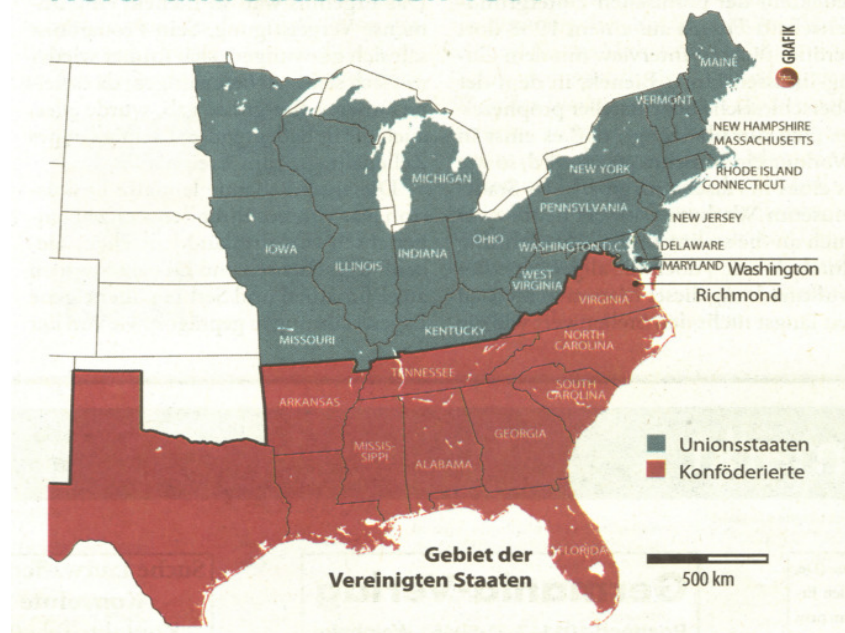 GRAFIK
MAINE
VERMONT
NEW HAMPSHIRE
MASSACHUSETTS
NEW YORK
RHODE ISLAND
CONNECTICUT
MICHIGAN
PENNSYLVANIA
NEW JERSEY
IOWA
ILLINOIS
INDIANA
OHIO
WASHINGTON D.C.
DELAWARE
MARYLAND
Washington
WEST
VIRGINIA
VIRGINIA
Richmond
MISSOURI
KENTUCKY
NORTH
CAROLINA
TENNESSEE
ARKANSAS
SOUTH
CAROLINA
MISSIS-
SIPPI
ALABAMA
GEORGIA
Unionsstaaten
Konföderierte
FLORIDA
Gebiet der
Vereinigten Staaten
500 km